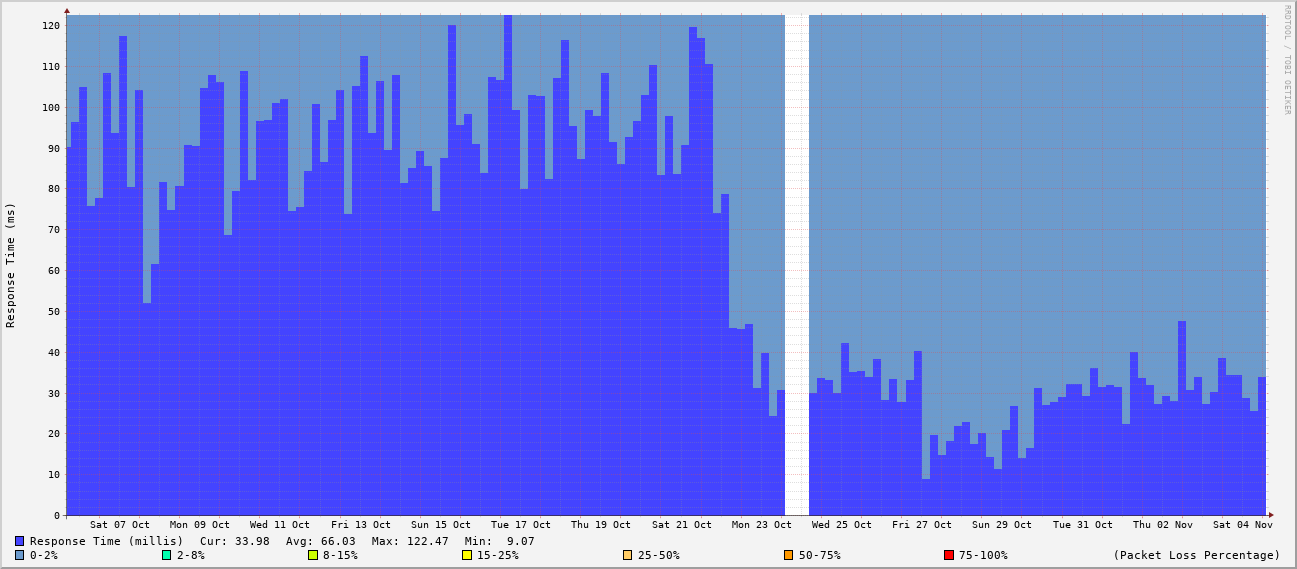 RRDTOOL / TOBI OETIKER
Response Time (ms)
120
110
100
90
80
70
60
50
40
30
20
10
0
Sat 07 Oct Mon 09 Oct Wed 11 Oct Fri 13 Oct Sun 15 Oct Tue 17 Oct Thu 19 Oct Sat 21 Oct Mon 23 Oct Wed 25 Oct Fri 27 Oct Sun 29 Oct Tue 31 Oct Thu 02 Nov Sat 04 Nov
Response Time (millis) Cur: 33.98 Avg: 66.03 Max: 122.47 Min: 9.07
0-2% 2-8% 8-15% 15-25% 25-50% 50-75% 75-100% (Packet Loss Percentage)